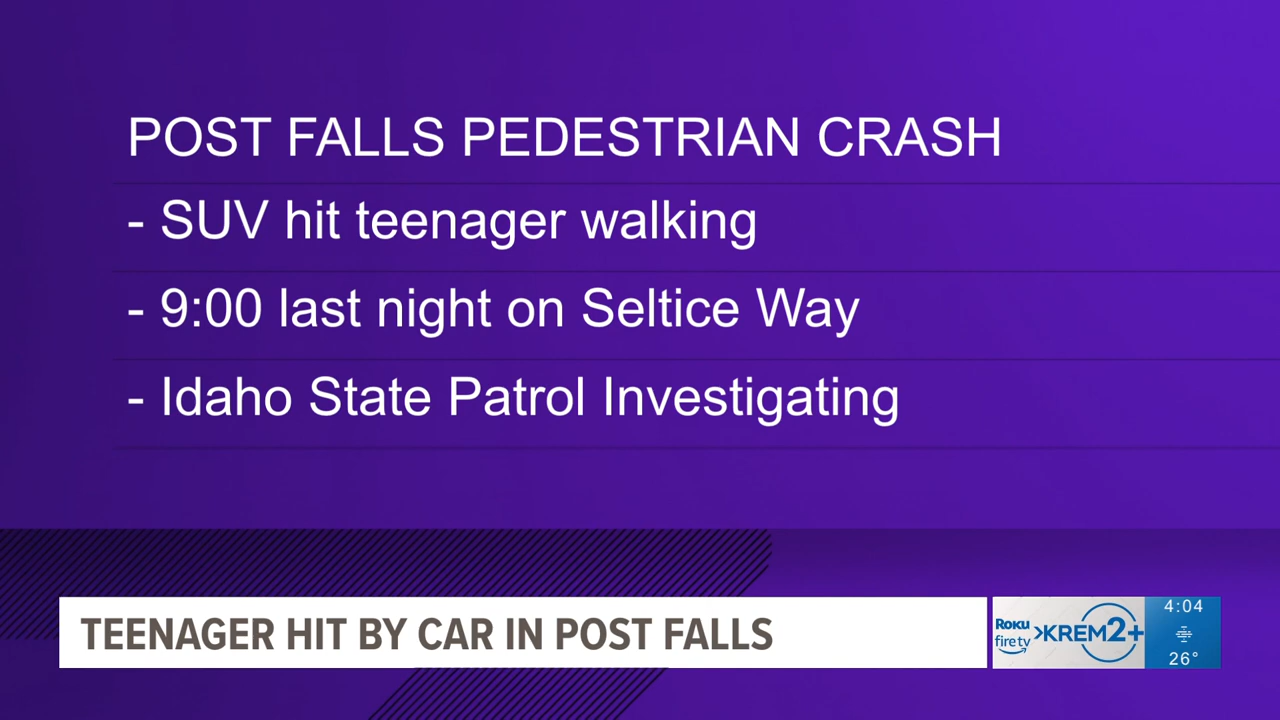 POST FALLS PEDESTRIAN CRASH
- SUV hit teenager walking
- 9:00 last night on Seltice Way
- Idaho State Patrol Investigating
TEENAGER HIT BY CAR IN POST FALLS
Roku
fire tv
KREM2+
4:04
26°